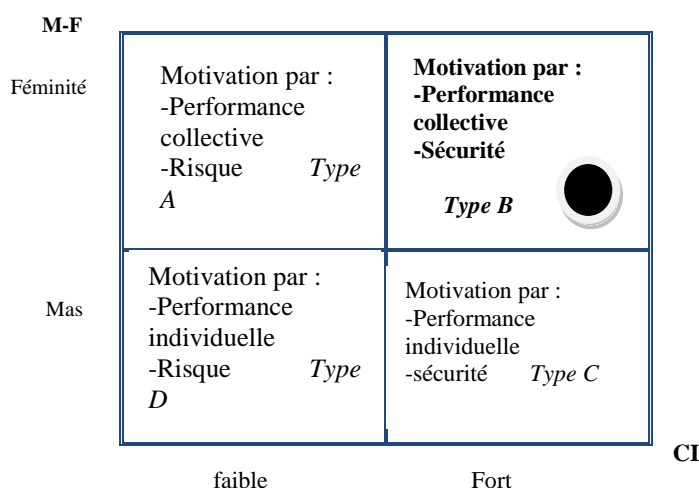 M-F
Féminité
Motivation par :
-Performance
collective
-Risque Type
A
Motivation par :
-Performance
collective
-Sécurité
Type B
Mas
Motivation par :
-Performance
individuelle
-Risque Type
D
Motivation par :
-Performance
individuelle
-sécurité Type C
CI
faible Fort